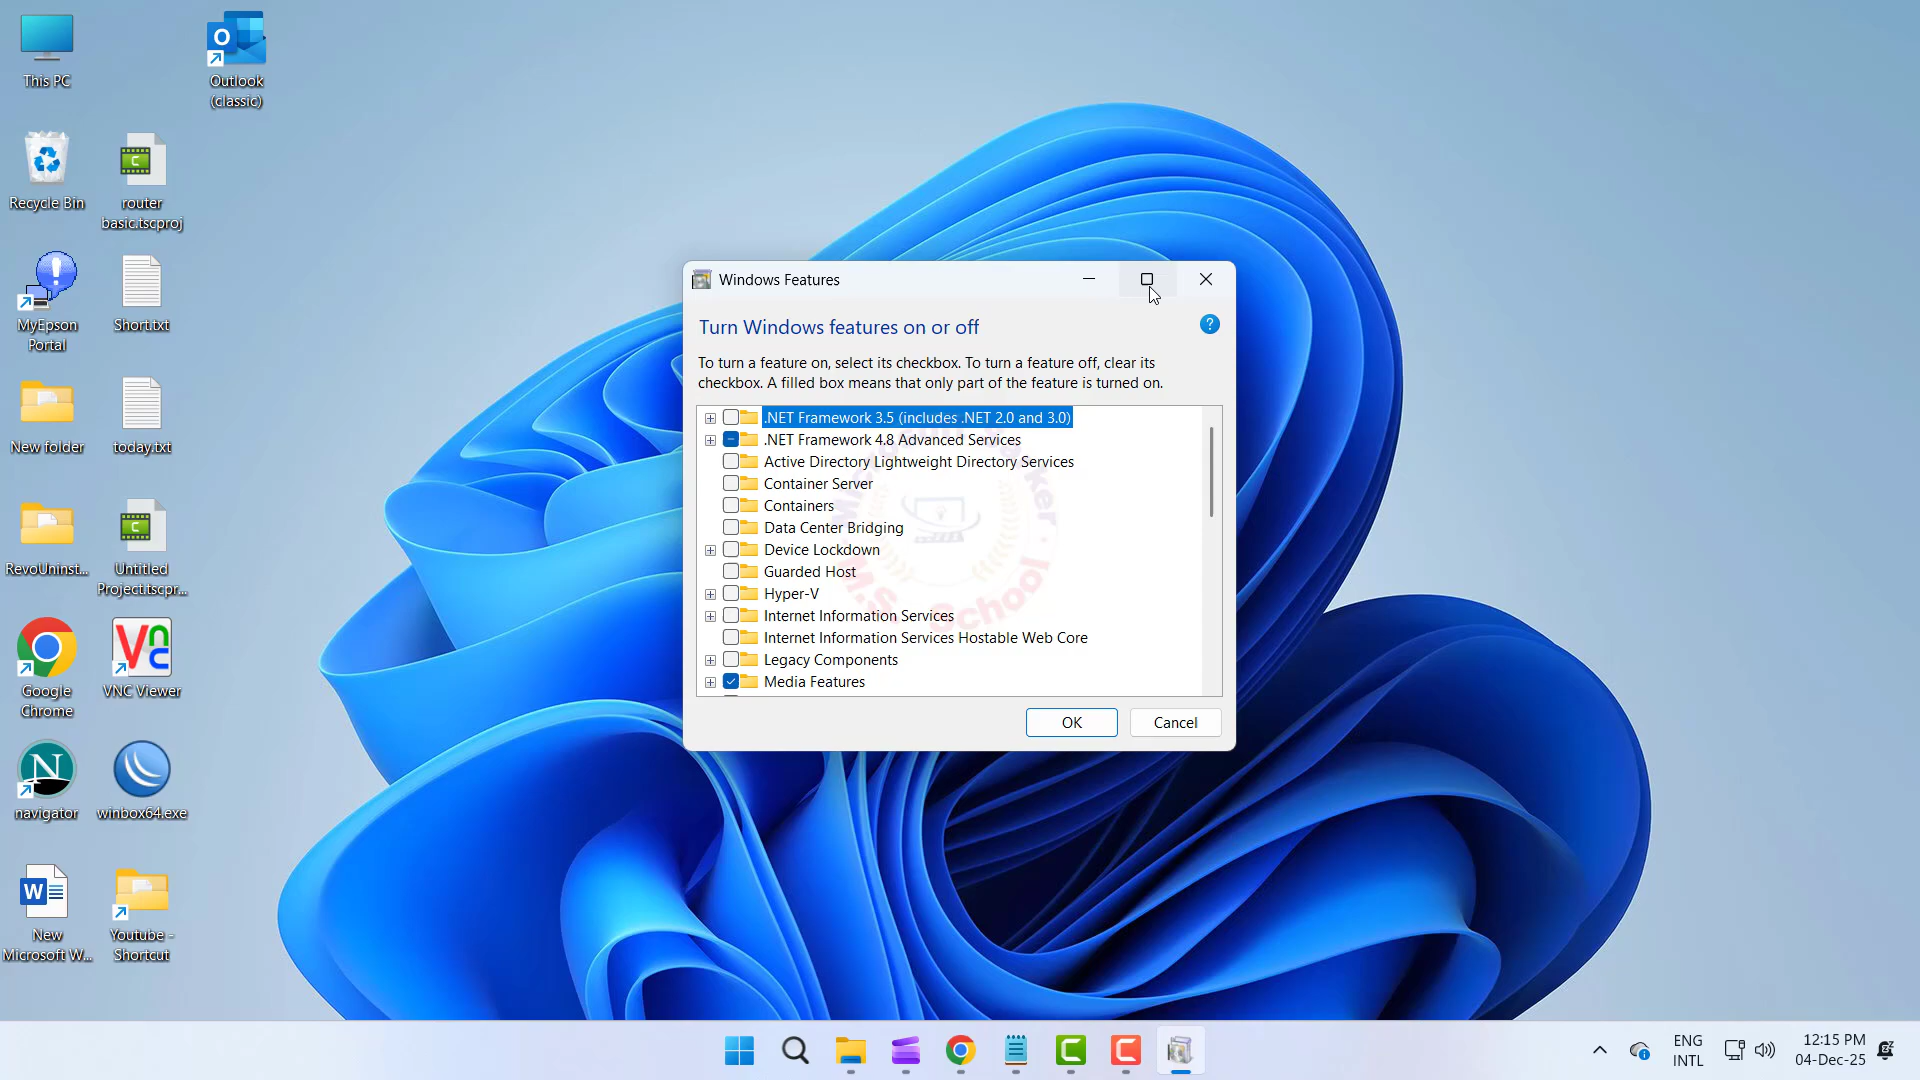 This PC
Outlook
(classic)
Recycle Bin
router
basic.tscproj
MyEpson
Portal
Short.txt
New folder
today.txt
RevoUninst...
Untitled
Project.tscpr...
Google
Chrome
VNC Viewer
navigator
winbox64.exe
New
Microsoft W...
Youtube -
Shortcut
Windows Features
Turn Windows features on or off
To turn a feature on, select its checkbox. To turn a feature off, clear its
checkbox. A filled box means that only part of the feature is turned on.
.NET Framework 3.5 (includes .NET 2.0 and 3.0)
.NET Framework 4.8 Advanced Services
Active Directory Lightweight Directory Services
Container Server
Containers
Data Center Bridging
Device Lockdown
Guarded Host
Hyper-V
Internet Information Services
Internet Information Services Hostable Web Core
Legacy Components
Media Features
OK
Cancel
M.S School
ENG
INTL
12:15 PM
04-Dec-25